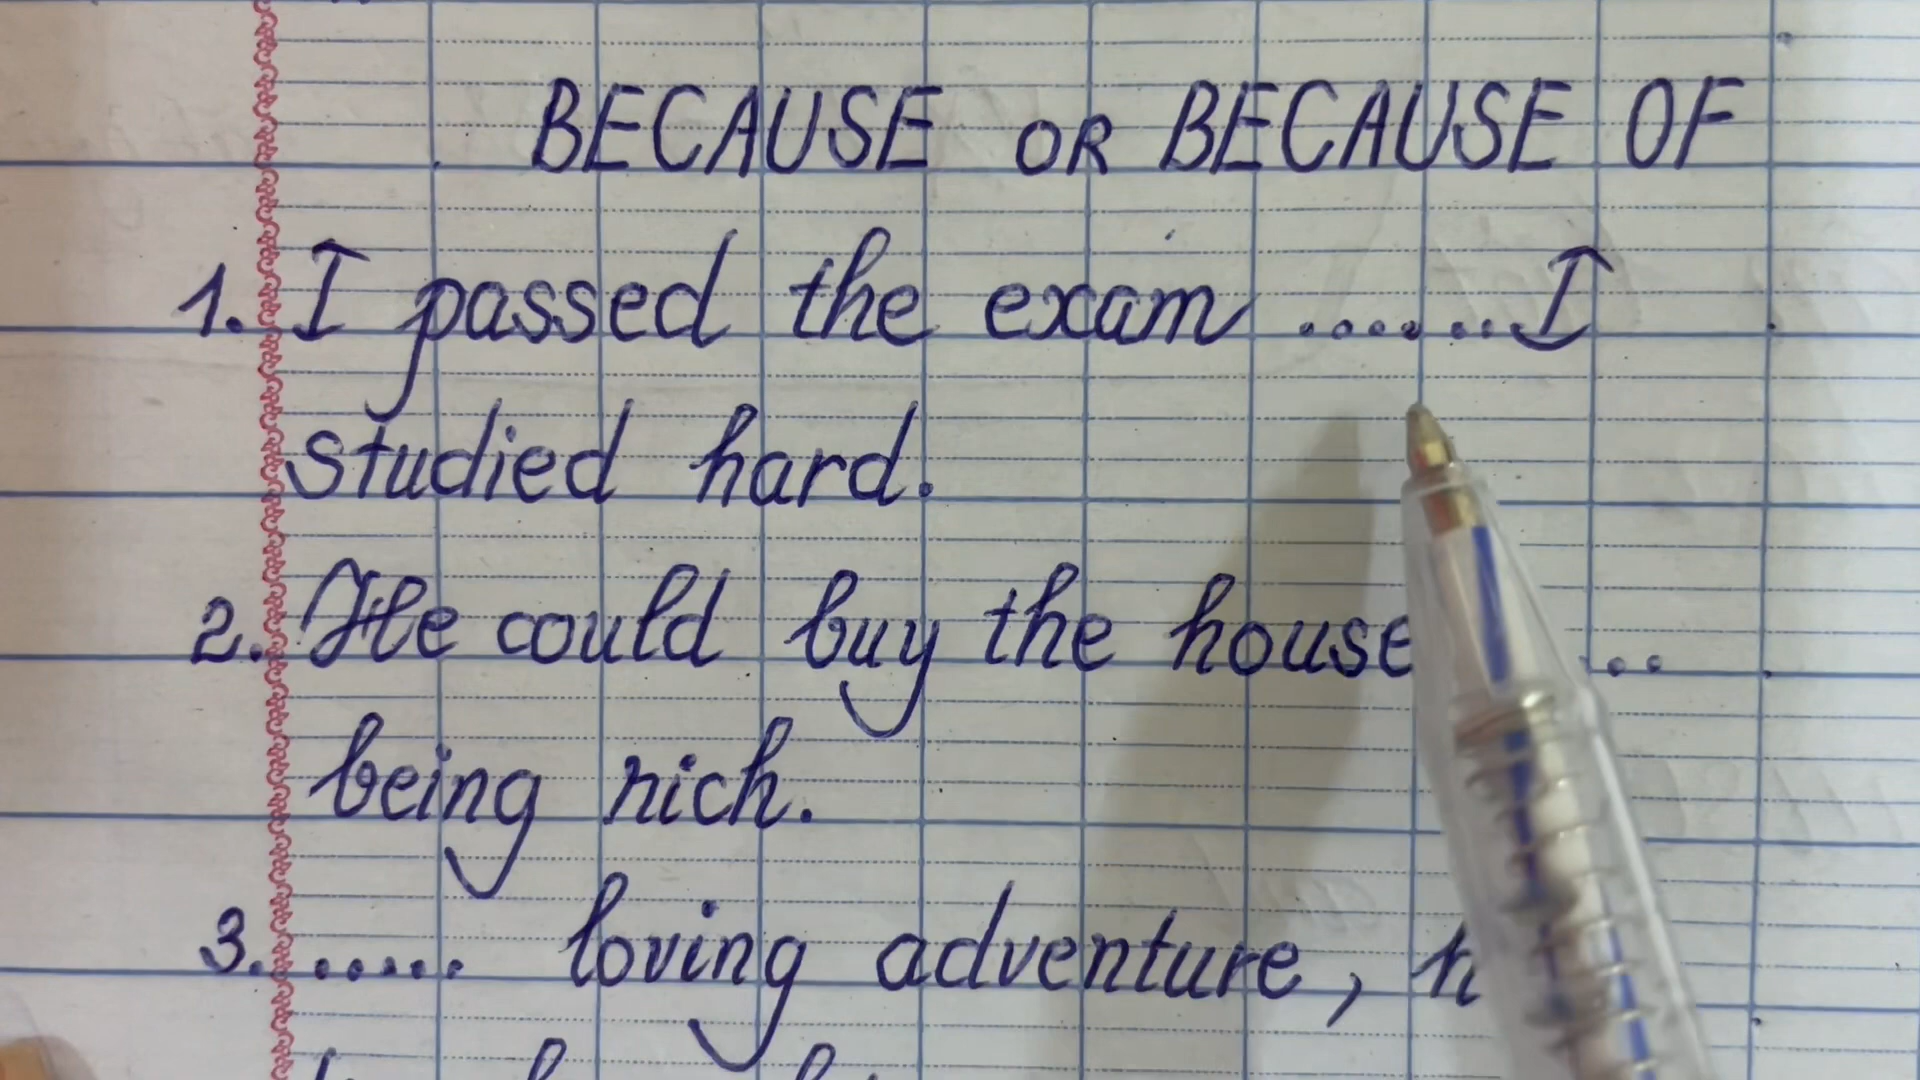 BECAUSE OR BECAUSE OF
1. I passed the exam ....... I
studied hard.
2. He could buy the house ..
being rich.
3. ..... loving adventure,